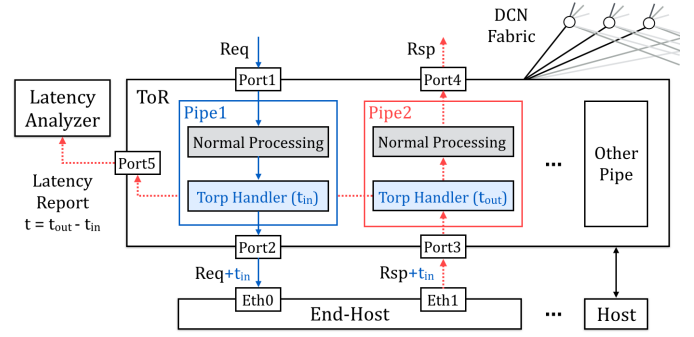 DCN
Fabric
Req
Rsp
Port1
Port4
ToR
Latency
Analyzer
Pipe1
Pipe2
Normal Processing
Normal Processing
Port5
...
Other
Pipe
Latency
Report
t = tout - tin
Torp Handler (tin)
Torp Handler (tout)
Port2
Port3
Req+tin
Rsp+tin
Eth0
Eth1
End-Host
...
Host